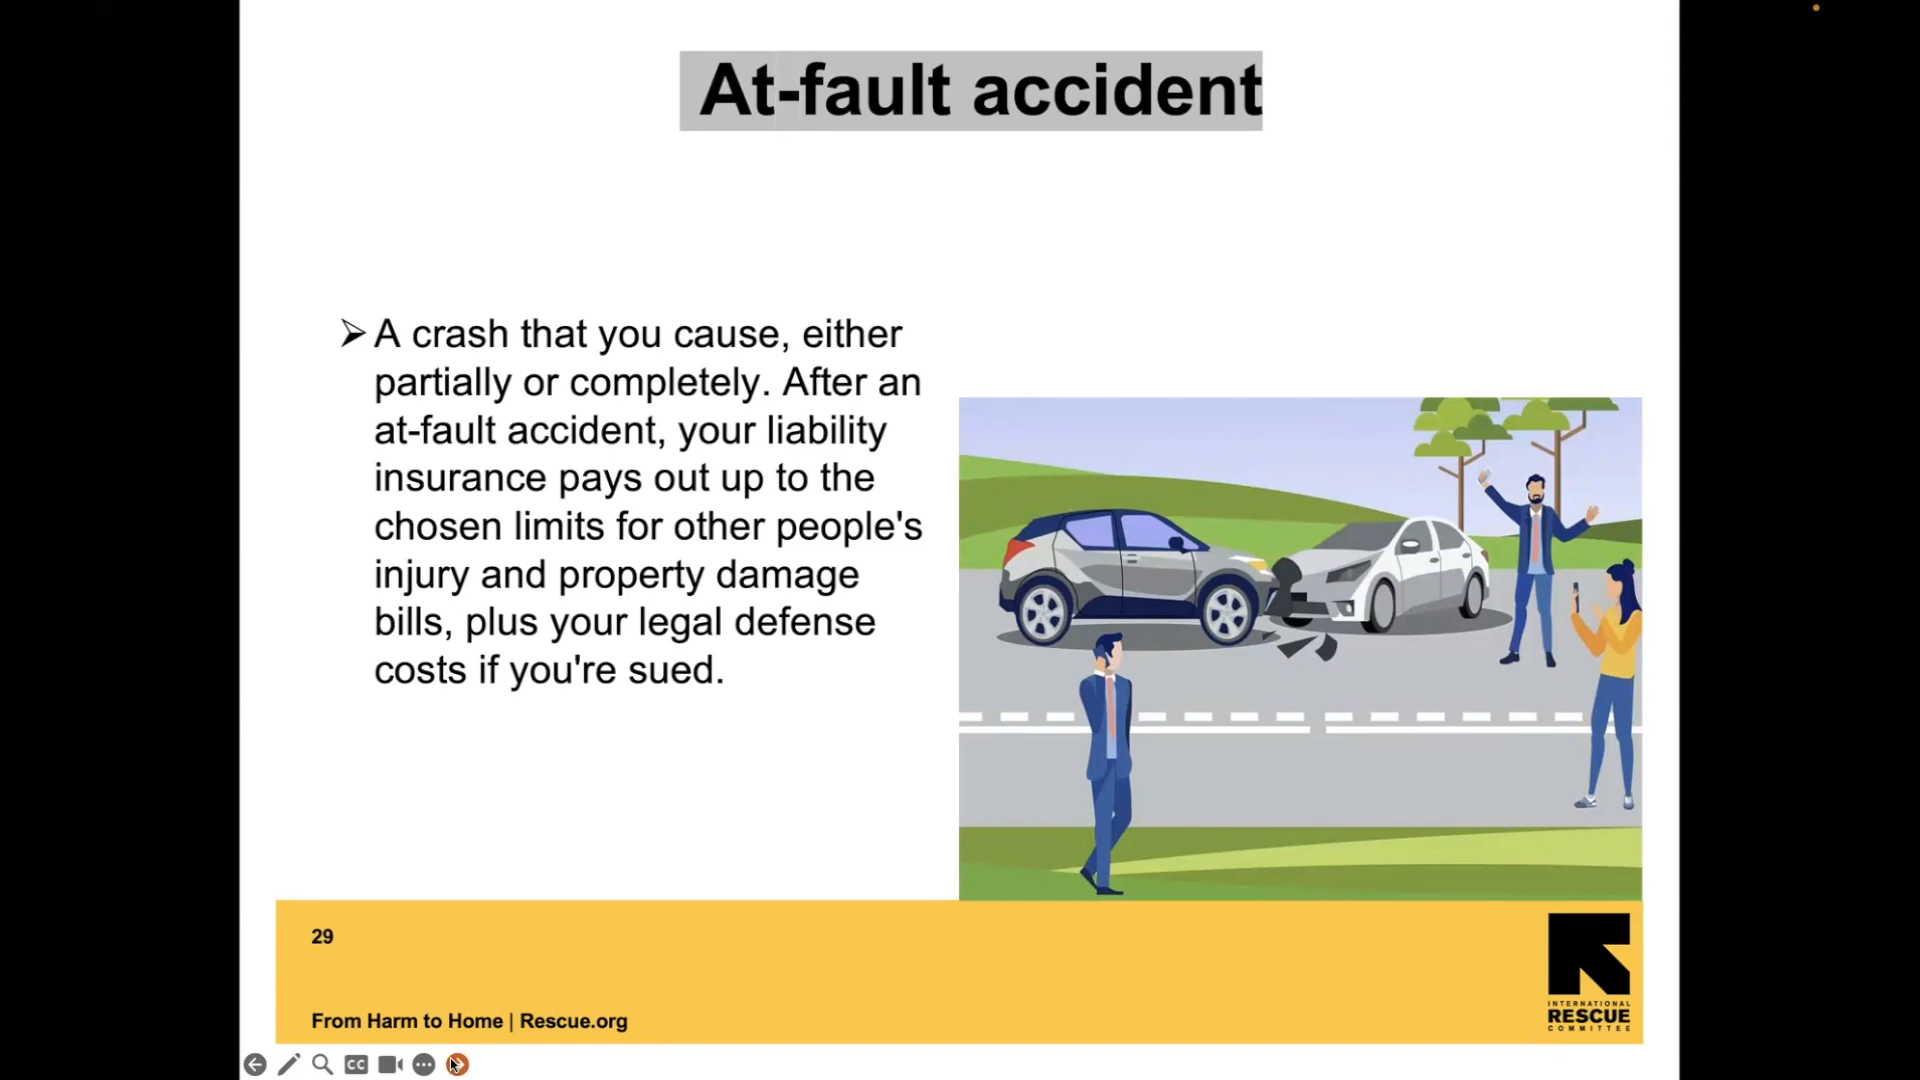 At-fault accident
➢ A crash that you cause, either
partially or completely. After an
at-fault accident, your liability
insurance pays out up to the
chosen limits for other people's
injury and property damage
bills, plus your legal defense
costs if you're sued.
29
From Harm to Home | Rescue.org
INTERNATIONAL
RESCUE
COMMITTEE
CC